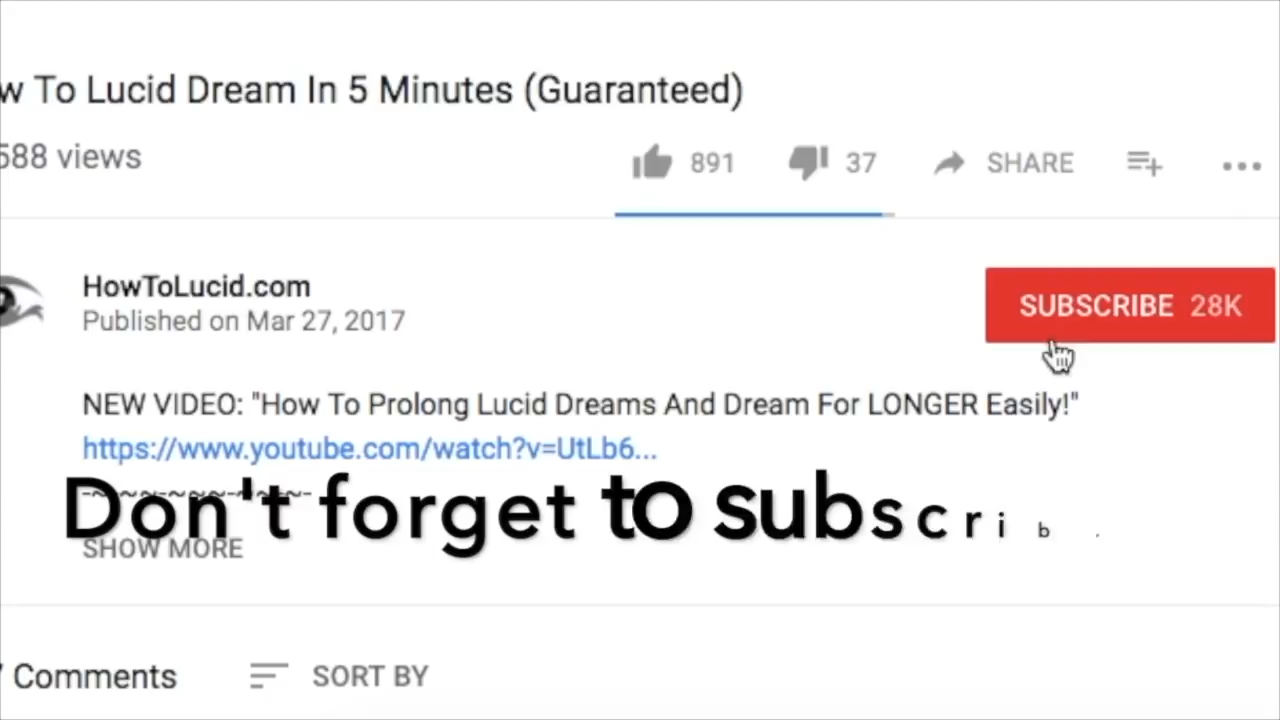 w To Lucid Dream In 5 Minutes (Guaranteed)
588 views
891 37 SHARE
HowToLucid.com
Published on Mar 27, 2017
SUBSCRIBE 28K
NEW VIDEO: "How To Prolong Lucid Dreams And Dream For LONGER Easily!"
https://www.youtube.com/watch?v=UtLb6...
Don't forget to subscrib
SHOW MORE
Comments SORT BY